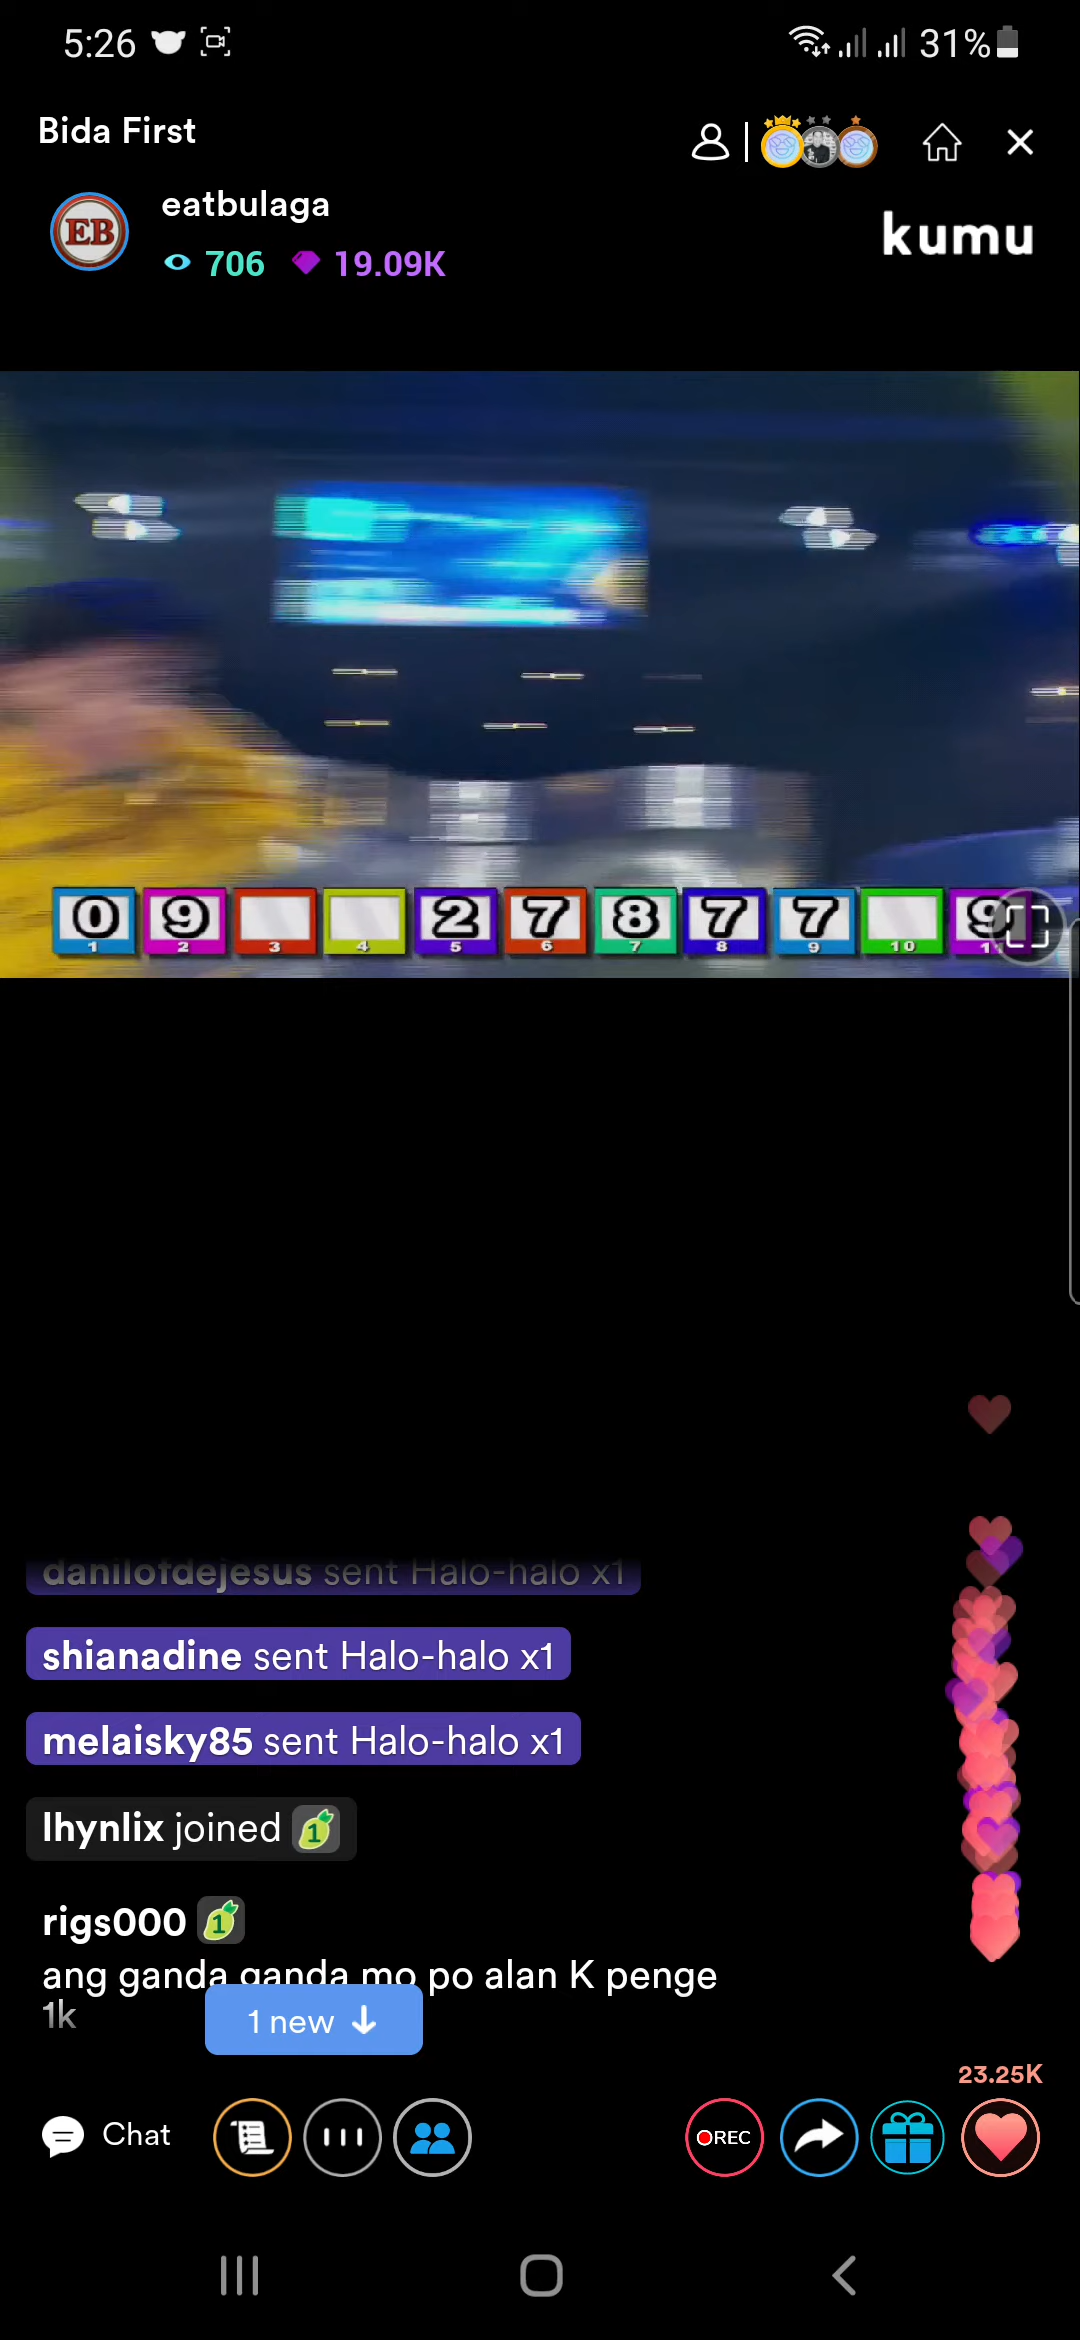 5:26
31%
Bida First
EB
eatbulaga
706 19.09K
kumu
0 9 2 7 8 7 7 9
1 2 3 4 5 6 7 8 9 10 11
danilofdejesus sent Halo-halo x1
shianadine sent Halo-halo x1
melaisky85 sent Halo-halo x1
lhynlix joined 1
rigs000 1
ang ganda ganda mo po alan K penge
1k
1 new
23.25K
Chat
REC